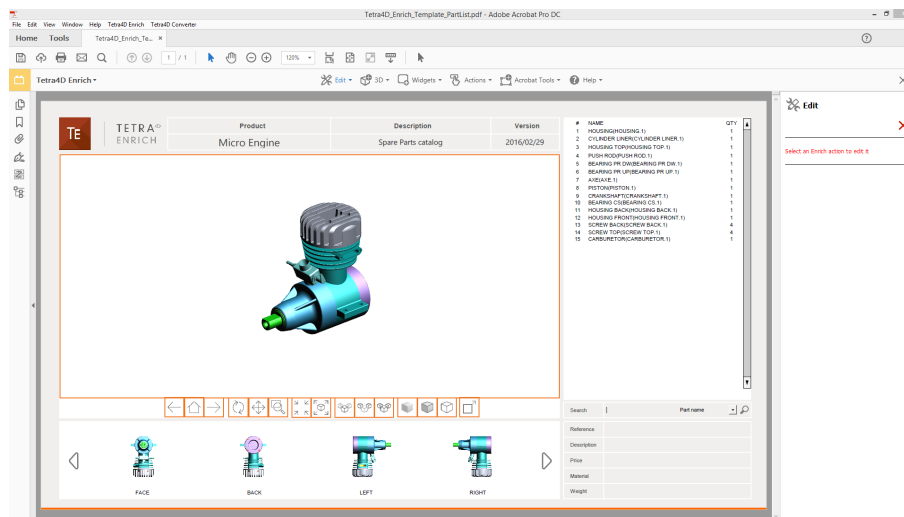 Tetra4D_Enrich_Template_PartList.pdf - Adobe Acrobat Pro DC
File Edit View Window Help Tetra4D Enrich Tetra4D Converter
Home Tools Tetra4D_Enrich_Te... ×
1 / 1 120%
Tetra4D Enrich
Edit 3D Widgets Actions Acrobat Tools Help
Edit
Select an Enrich action to edit it
TE
TETRA4D
ENRICH
Product Description Version
Micro Engine Spare Parts catalog 2016/02/29
# NAME QTY
1 HOUSING(HOUSING.1) 1
2 CYLINDER LINER(CYLINDER LINER.1) 1
3 HOUSING TOP(HOUSING TOP.1) 1
4 PUSH ROD(PUSH ROD.1) 1
5 BEARING PR DW(BEARING PR DW.1) 1
6 BEARING PR UP(BEARING PR UP.1) 1
7 AXE(AXE.1) 1
8 PISTON(PISTON.1) 1
9 CRANKSHAFT(CRANKSHAFT.1) 1
10 BEARING CS(BEARING CS.1) 1
11 HOUSING BACK(HOUSING BACK.1) 1
12 HOUSING FRONT(HOUSING FRONT.1) 1
13 SCREW BACK(SCREW BACK.1) 4
14 SCREW TOP(SCREW TOP.1) 4
15 CARBURETOR(CARBURETOR.1) 1
Search Part name
Reference
Description
Price
Material
Weight
FACE BACK LEFT RIGHT